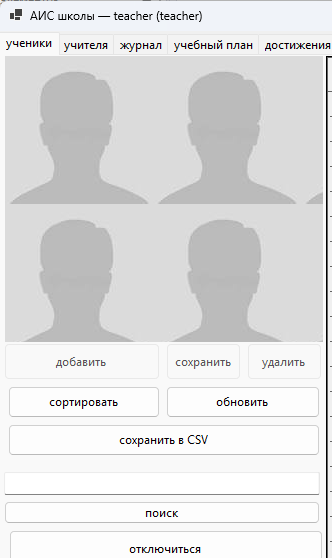 АИС школы — teacher (teacher)
ученики учителя журнал учебный план достижения
добавить сохранить удалить
сортировать обновить
сохранить в CSV
поиск
отключиться